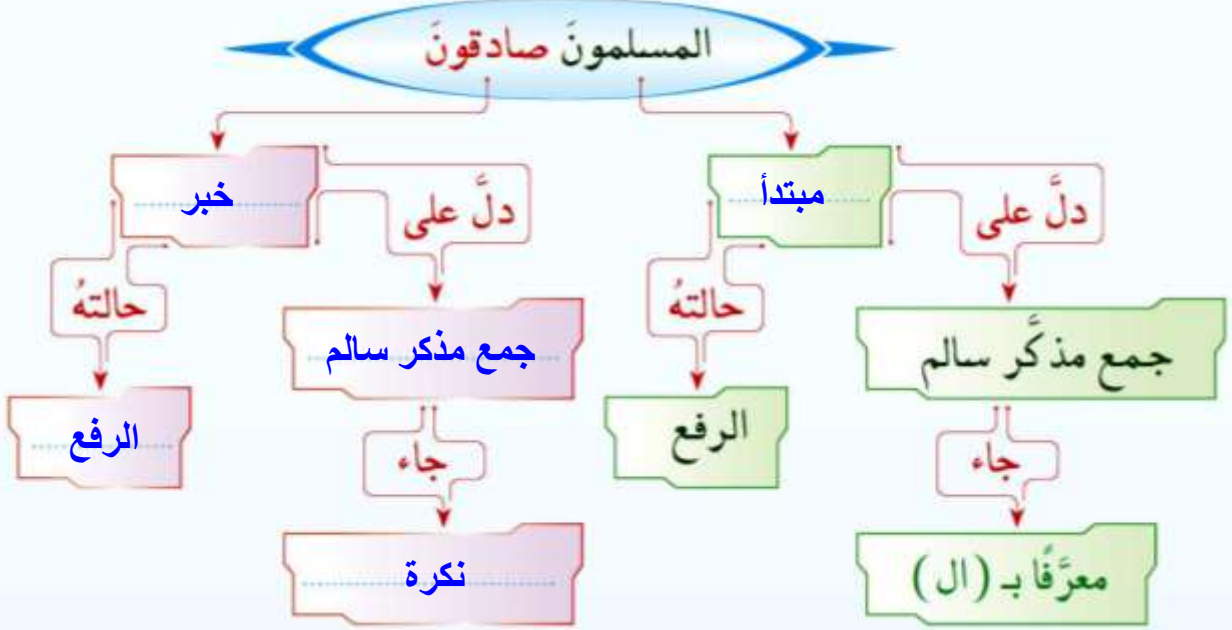 المسلمونَ صادقونَ
مبتدأ
خبر
دلَّ على
حالتهُ
دلَّ على
حالتهُ
جمع مذكَّر سالم
جمع مذكر سالم
الرفع
الرفع
جاء
جاء
معرَّفًا بـ ( ال )
نكرة